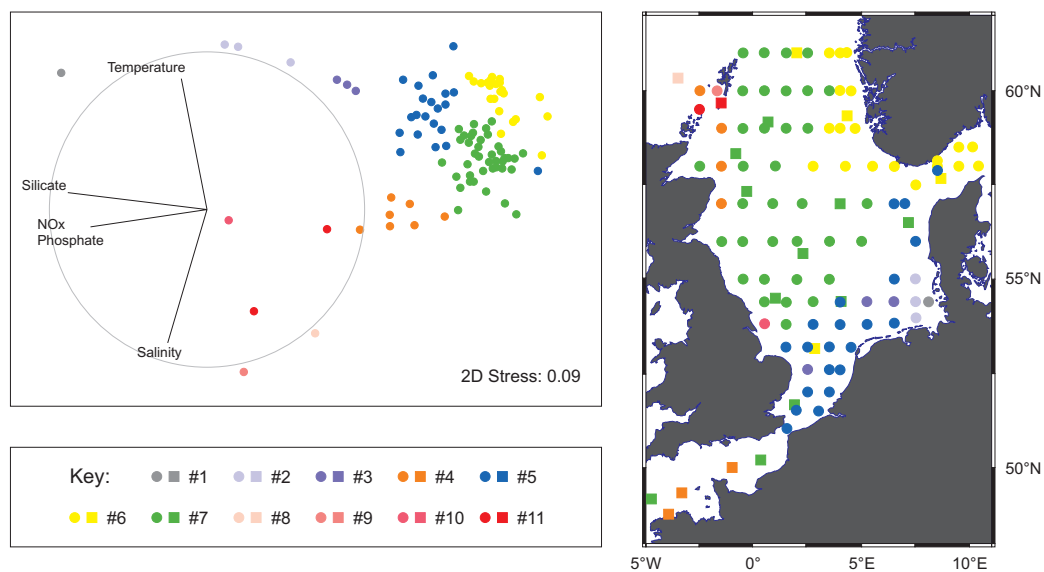 Temperature
Silicate
NOx
Phosphate
Salinity
2D Stress: 0.09
Key:
#1
#2
#3
#4
#5
#6
#7
#8
#9
#10
#11
60°N
55°N
50°N
5°W
0°
5°E
10°E